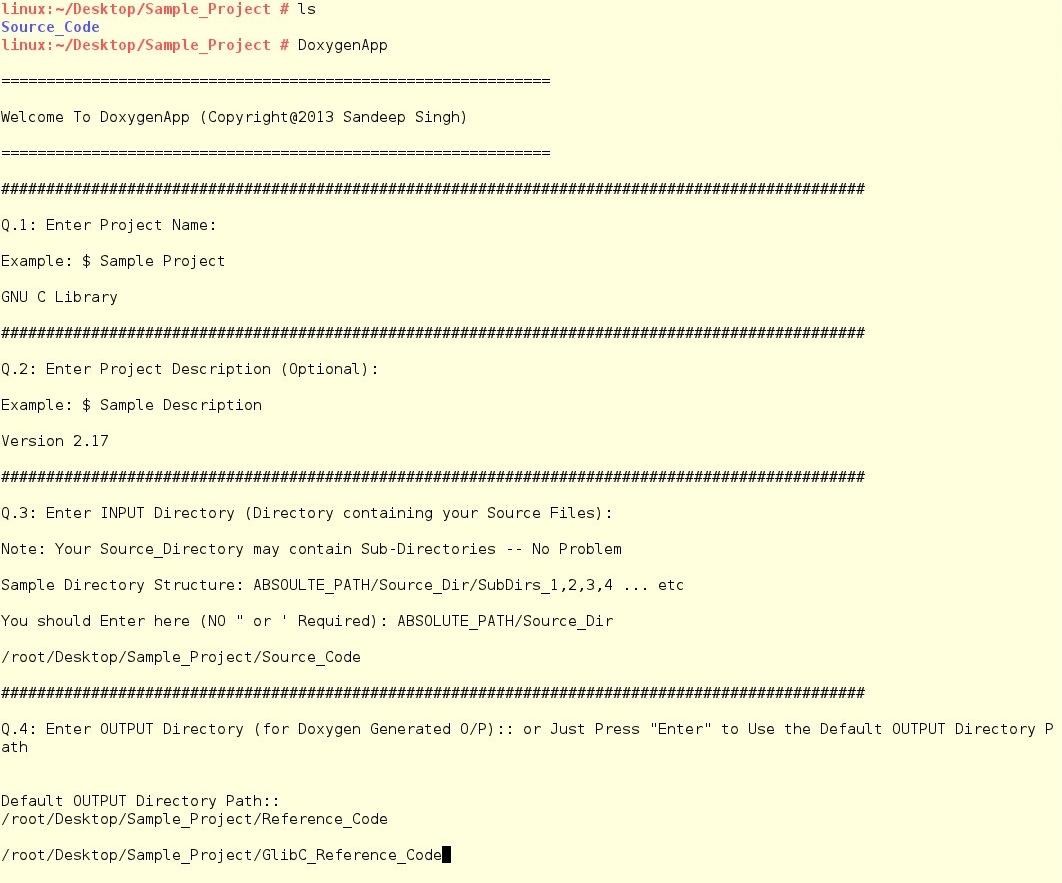 linux:~/Desktop/Sample_Project # ls
Source_Code
linux:~/Desktop/Sample_Project # DoxygenApp
=============================================================
Welcome To DoxygenApp (Copyright@2013 Sandeep Singh)
=============================================================
################################################################################################
Q.1: Enter Project Name:
Example: $ Sample Project
GNU C Library
################################################################################################
Q.2: Enter Project Description (Optional):
Example: $ Sample Description
Version 2.17
################################################################################################
Q.3: Enter INPUT Directory (Directory containing your Source Files):
Note: Your Source_Directory may contain Sub-Directories -- No Problem
Sample Directory Structure: ABSOULTE_PATH/Source_Dir/SubDirs_1,2,3,4 ... etc
You should Enter here (NO " or ' Required): ABSOLUTE_PATH/Source_Dir
/root/Desktop/Sample_Project/Source_Code
################################################################################################
Q.4: Enter OUTPUT Directory (for Doxygen Generated O/P):: or Just Press "Enter" to Use the Default OUTPUT Directory P
ath
Default OUTPUT Directory Path::
/root/Desktop/Sample_Project/Reference_Code
/root/Desktop/Sample_Project/GlibC_Reference_Code